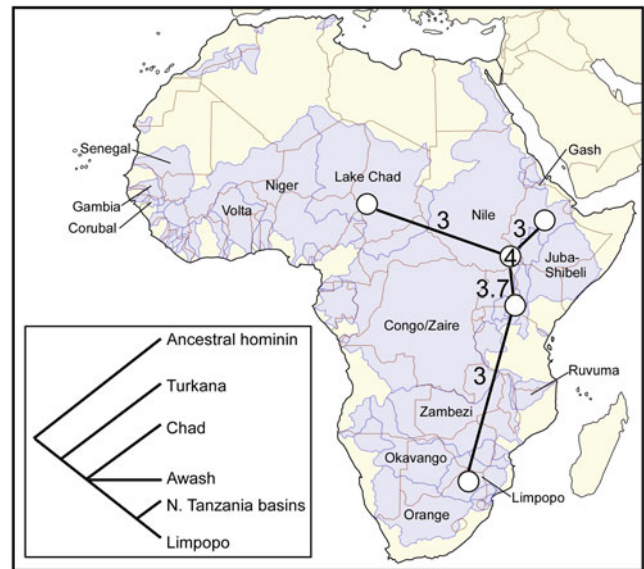 Senegal
Gash
Lake Chad
Niger
Nile
Gambia
Volta
Corubal
3
3
4
Juba-
Shibeli
3.7
Congo/Zaire
3
Ruvuma
Zambezi
Okavango
Limpopo
Orange
Ancestral hominin
Turkana
Chad
Awash
N. Tanzania basins
Limpopo